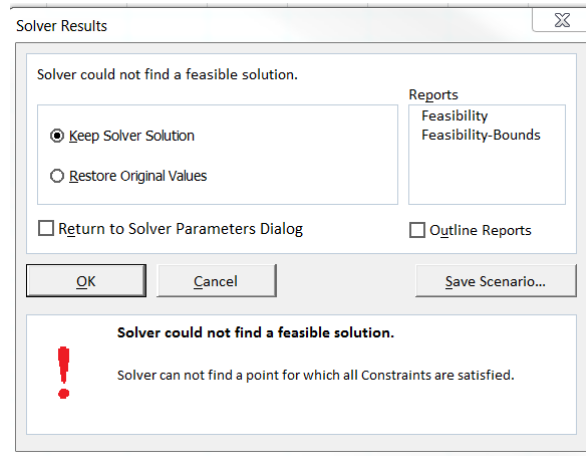 Solver Results
Solver could not find a feasible solution.
Reports
Feasibility
Feasibility-Bounds
Keep Solver Solution
Restore Original Values
Return to Solver Parameters Dialog
Outline Reports
OK
Cancel
Save Scenario...
Solver could not find a feasible solution.
Solver can not find a point for which all Constraints are satisfied.